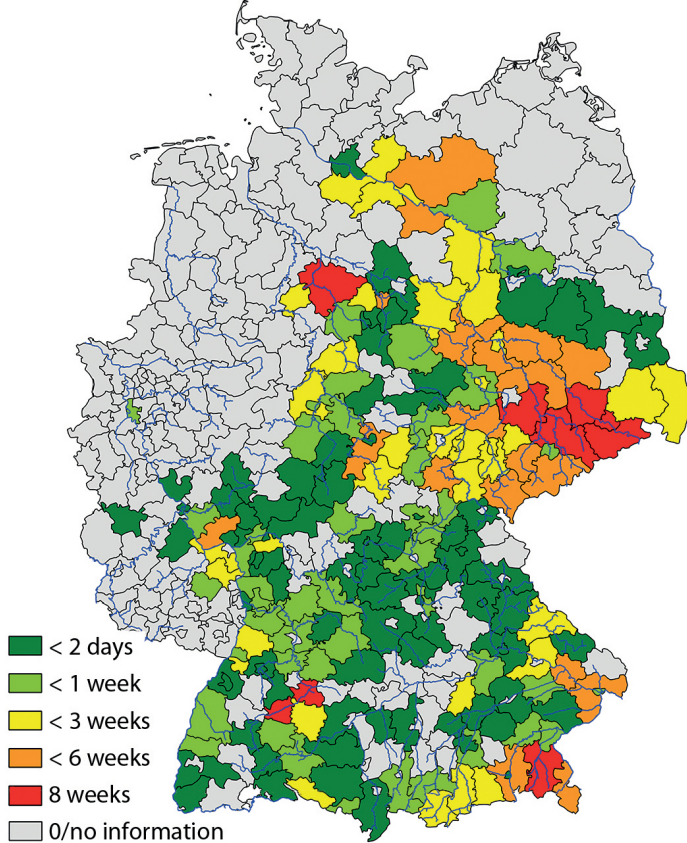 < 2 days
< 1 week
< 3 weeks
< 6 weeks
8 weeks
0/no information